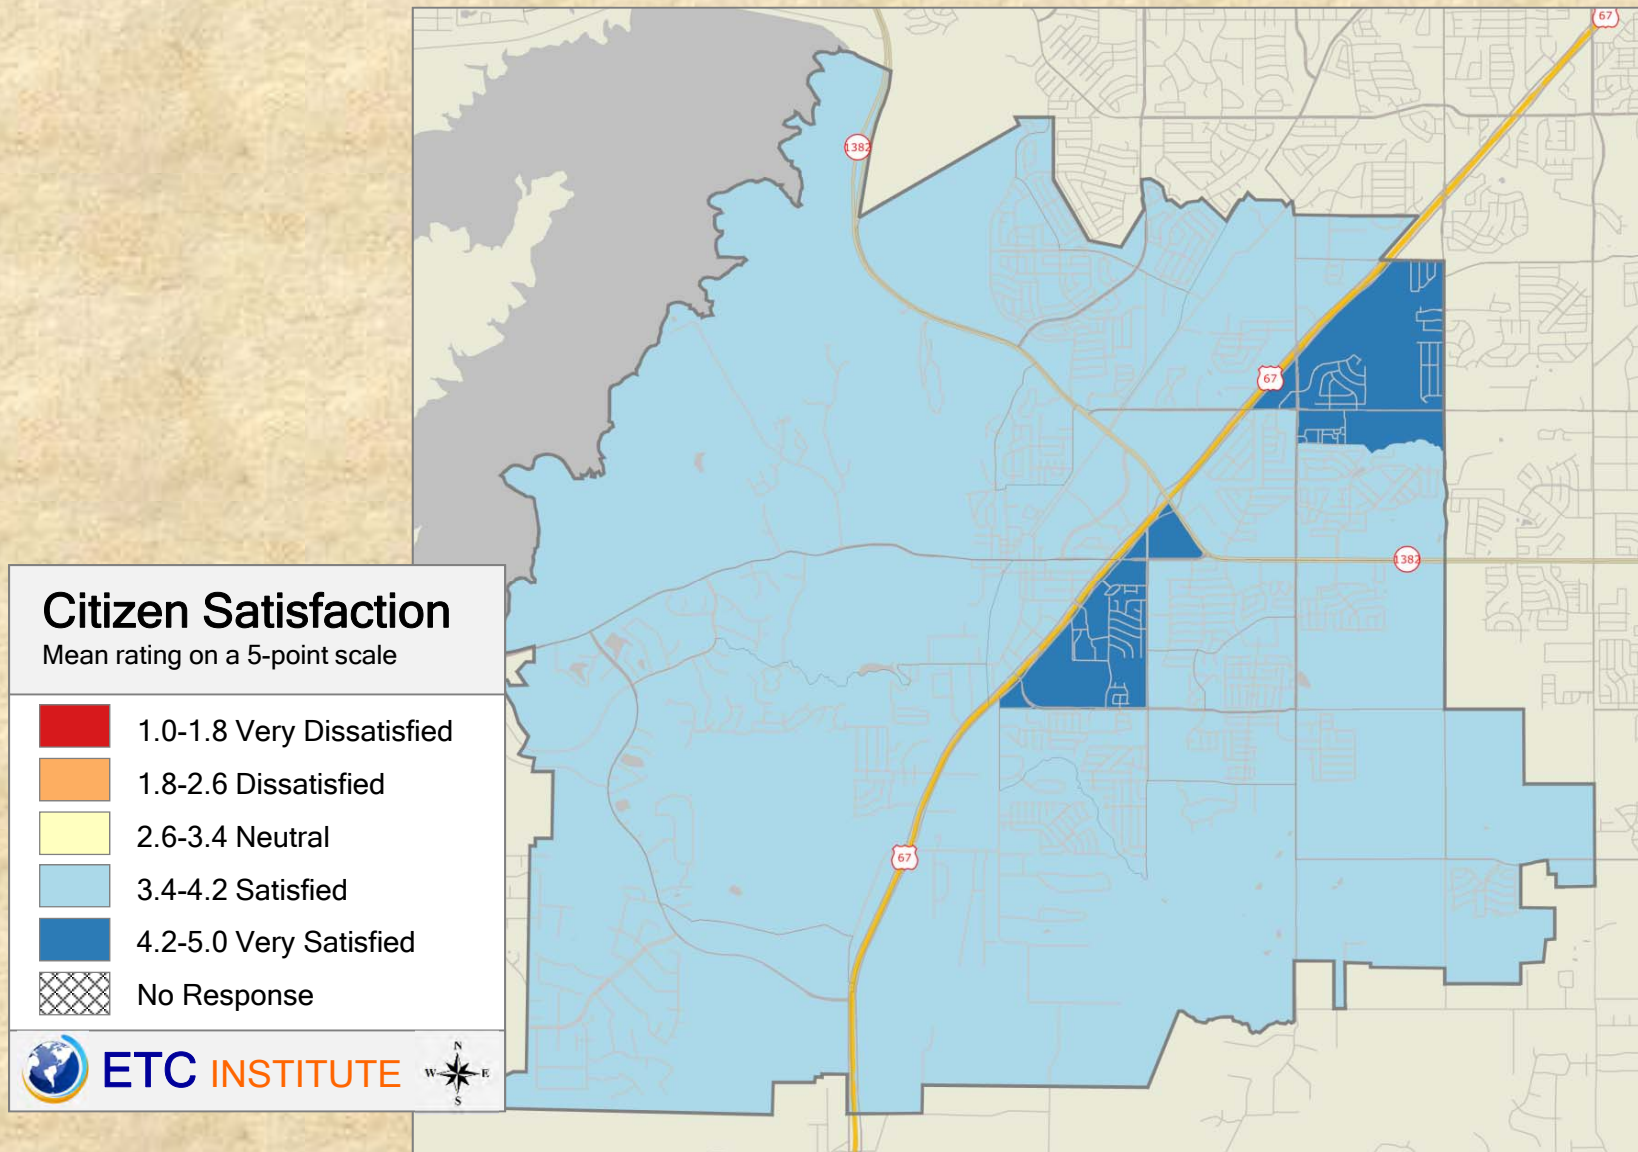 67
1382
67
1382
67
Citizen Satisfaction
Mean rating on a 5-point scale
1.0-1.8 Very Dissatisfied
1.8-2.6 Dissatisfied
2.6-3.4 Neutral
3.4-4.2 Satisfied
4.2-5.0 Very Satisfied
No Response
ETC INSTITUTE
N
W E
S